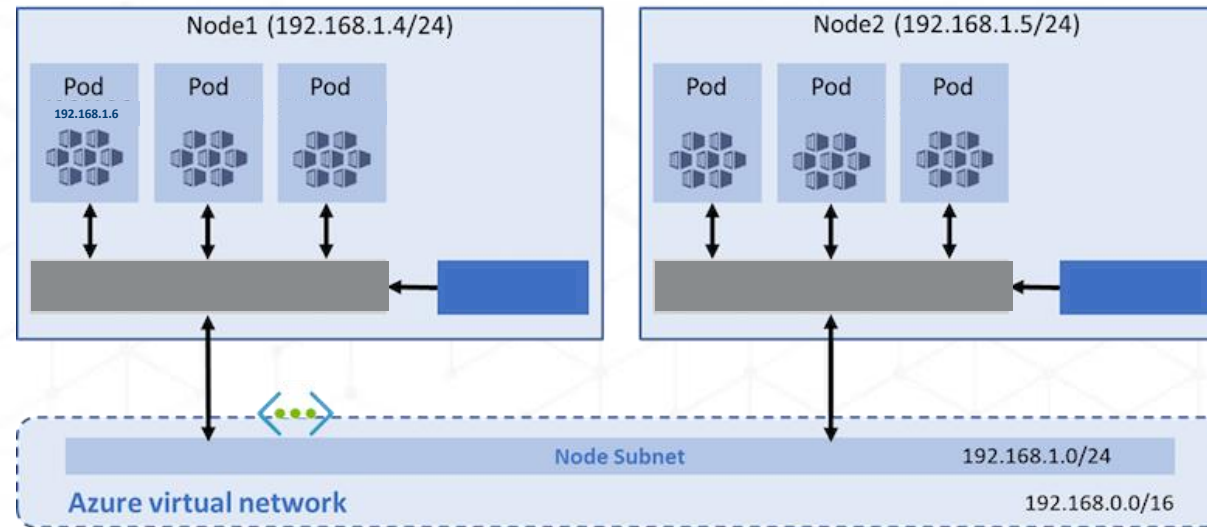 Node1 (192.168.1.4/24)
Node2 (192.168.1.5/24)
Pod
Pod
Pod
Pod
Pod
Pod
192.168.1.6
Node Subnet
192.168.1.0/24
Azure virtual network
192.168.0.0/16